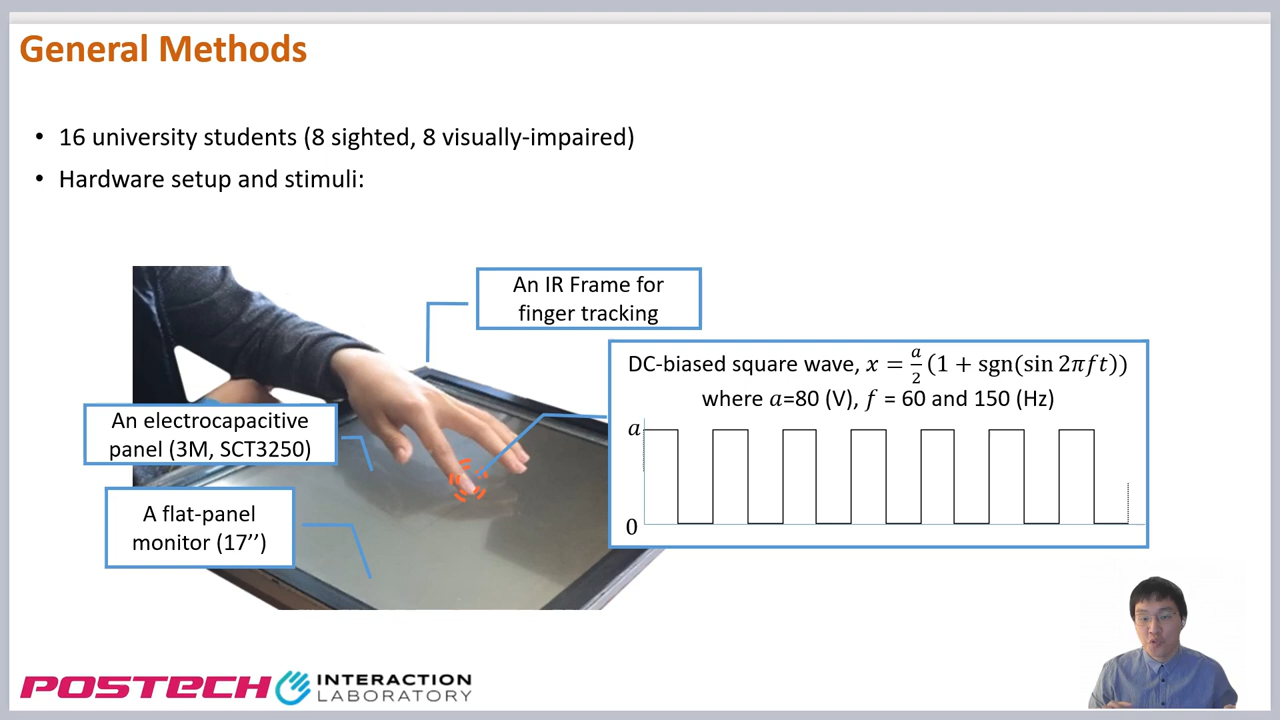 General Methods
• 16 university students (8 sighted, 8 visually-impaired)
• Hardware setup and stimuli:
An IR Frame for
finger tracking
DC-biased square wave, 𝑥 = 𝑎/2 (1 + sgn(sin 2𝜋𝑓𝑡))
where 𝑎=80 (V), 𝑓 = 60 and 150 (Hz)
𝑎
0
An electrocapacitive
panel (3M, SCT3250)
A flat-panel
monitor (17’’)
POSTECH INTERACTION
LABORATORY